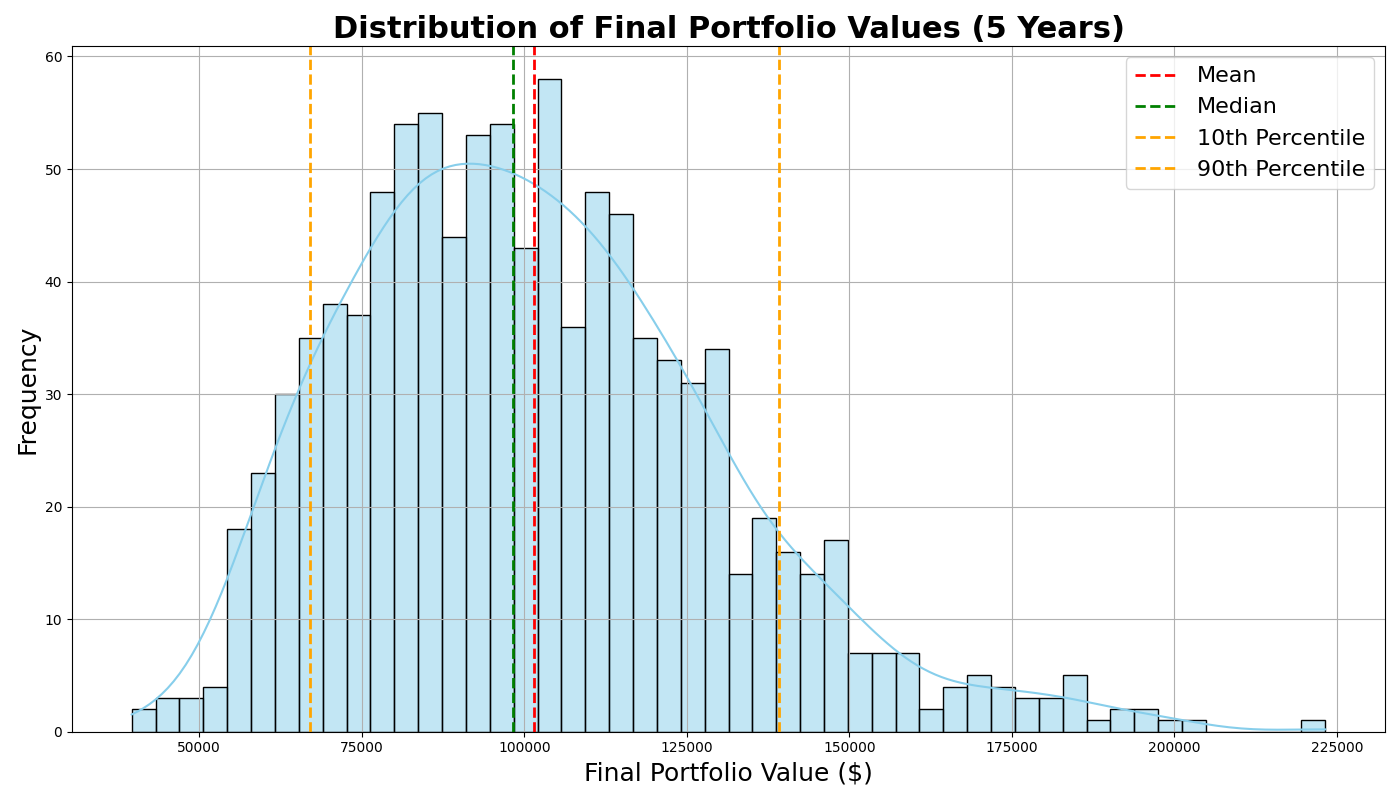 Distribution of Final Portfolio Values (5 Years)
Mean
Median
10th Percentile
90th Percentile
Frequency
60
50
40
30
20
10
0
50000 75000 100000 125000 150000 175000 200000 225000
Final Portfolio Value ($)